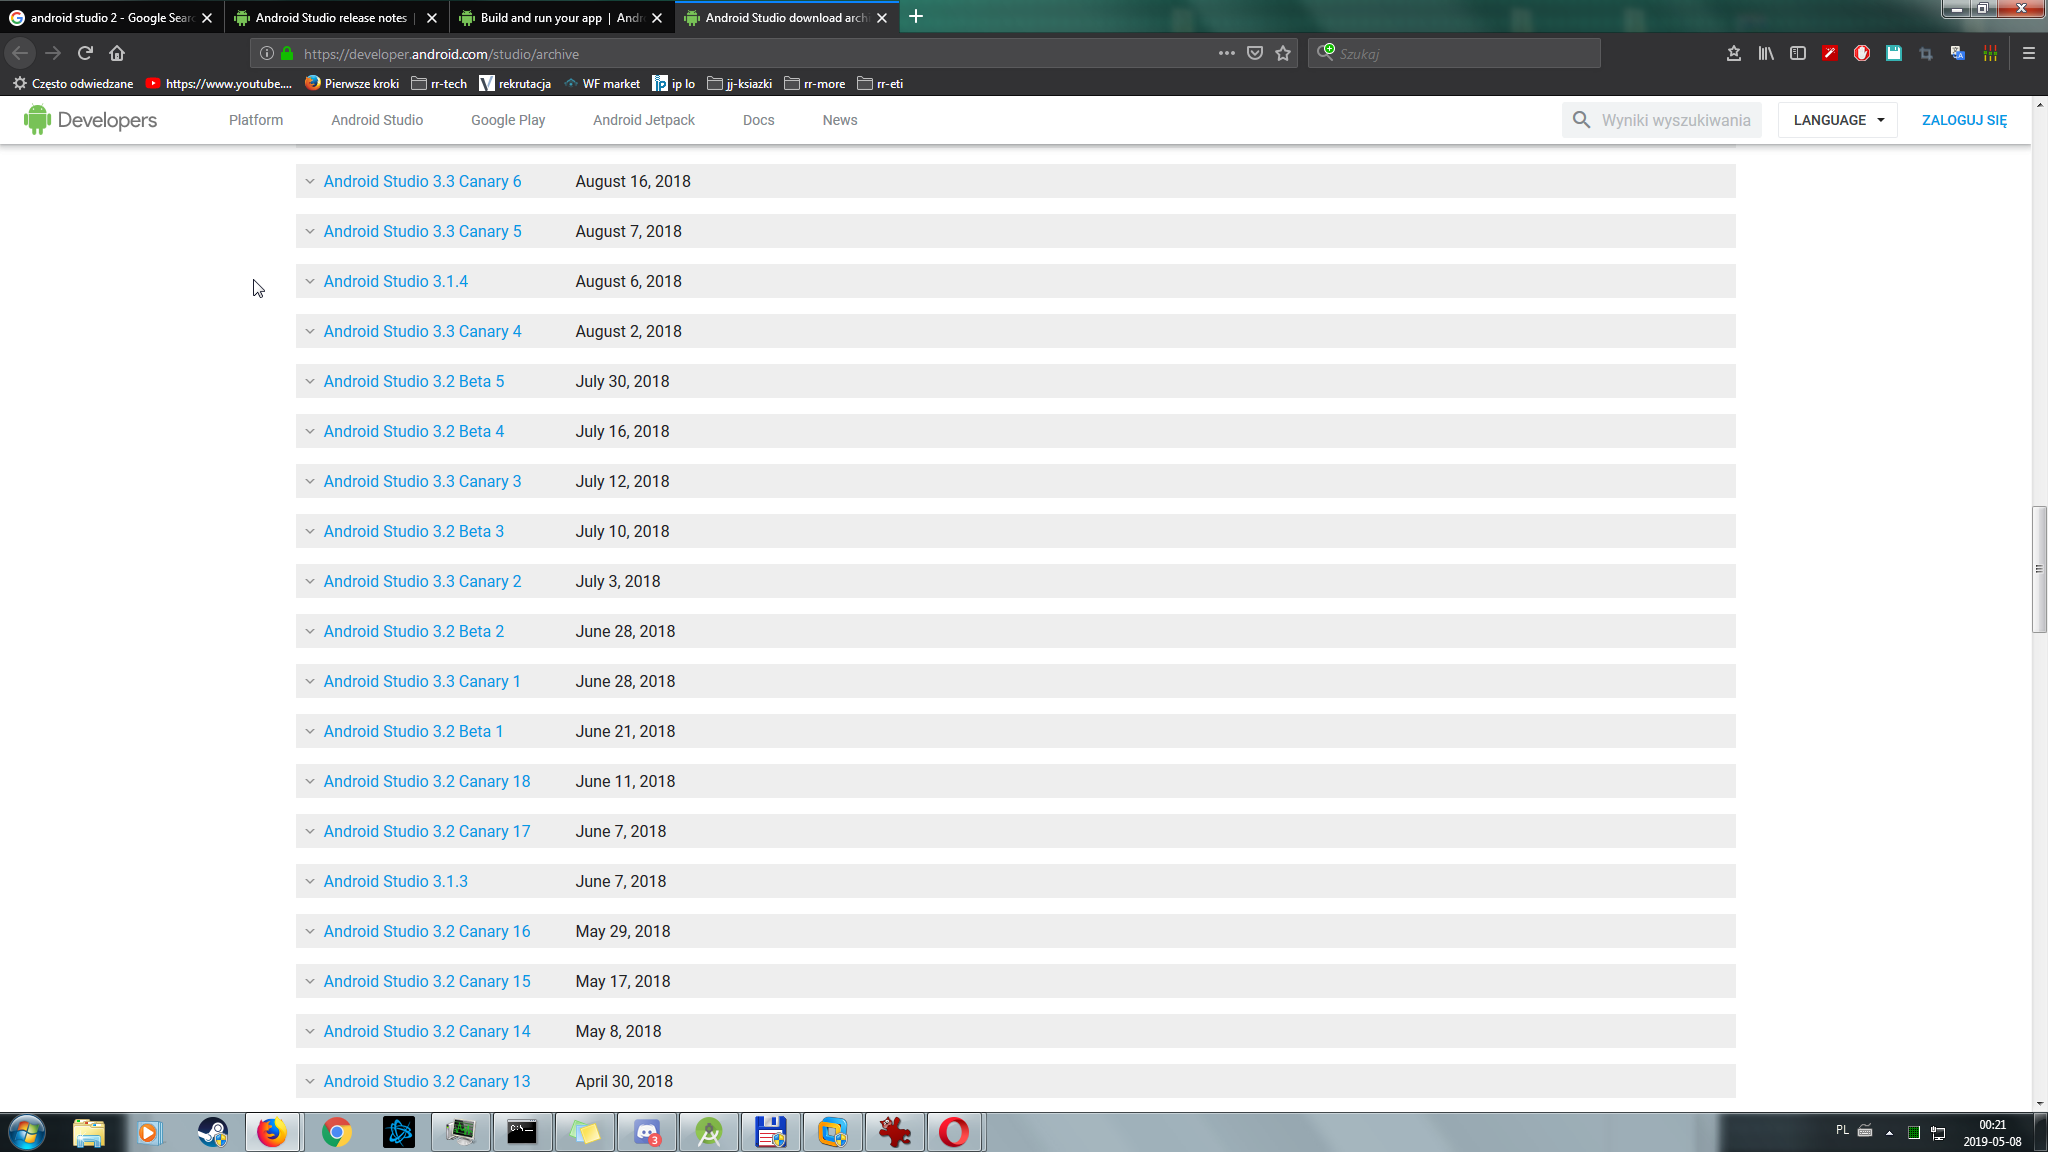 android studio 2 - Google Sear
Android Studio release notes |
Build and run your app | Andr
Android Studio download arch
https://developer.android.com/studio/archive
Szukaj
Często odwiedzane
https://www.youtube....
Pierwsze kroki
rr-tech
rekrutacja
WF market
ip lo
jj-ksiazki
rr-more
rr-eti
Developers
Platform
Android Studio
Google Play
Android Jetpack
Docs
News
Wyniki wyszukiwania
LANGUAGE
ZALOGUJ SIĘ
Android Studio 3.3 Canary 6 August 16, 2018
Android Studio 3.3 Canary 5 August 7, 2018
Android Studio 3.1.4 August 6, 2018
Android Studio 3.3 Canary 4 August 2, 2018
Android Studio 3.2 Beta 5 July 30, 2018
Android Studio 3.2 Beta 4 July 16, 2018
Android Studio 3.3 Canary 3 July 12, 2018
Android Studio 3.2 Beta 3 July 10, 2018
Android Studio 3.3 Canary 2 July 3, 2018
Android Studio 3.2 Beta 2 June 28, 2018
Android Studio 3.3 Canary 1 June 28, 2018
Android Studio 3.2 Beta 1 June 21, 2018
Android Studio 3.2 Canary 18 June 11, 2018
Android Studio 3.2 Canary 17 June 7, 2018
Android Studio 3.1.3 June 7, 2018
Android Studio 3.2 Canary 16 May 29, 2018
Android Studio 3.2 Canary 15 May 17, 2018
Android Studio 3.2 Canary 14 May 8, 2018
Android Studio 3.2 Canary 13 April 30, 2018
3
PL
00:21
2019-05-08